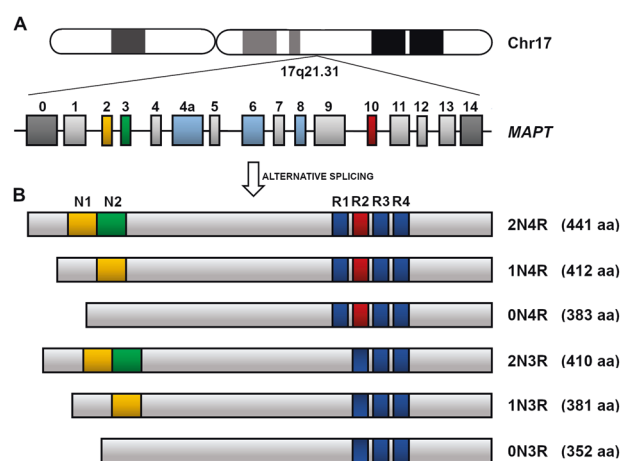 A
Chr17
17q21.31
0 1 2 3 4 4a 5 6 7 8 9 10 11 12 13 14
MAPT
ALTERNATIVE SPLICING
B
N1 N2 R1 R2 R3 R4
2N4R (441 aa)
1N4R (412 aa)
0N4R (383 aa)
2N3R (410 aa)
1N3R (381 aa)
0N3R (352 aa)